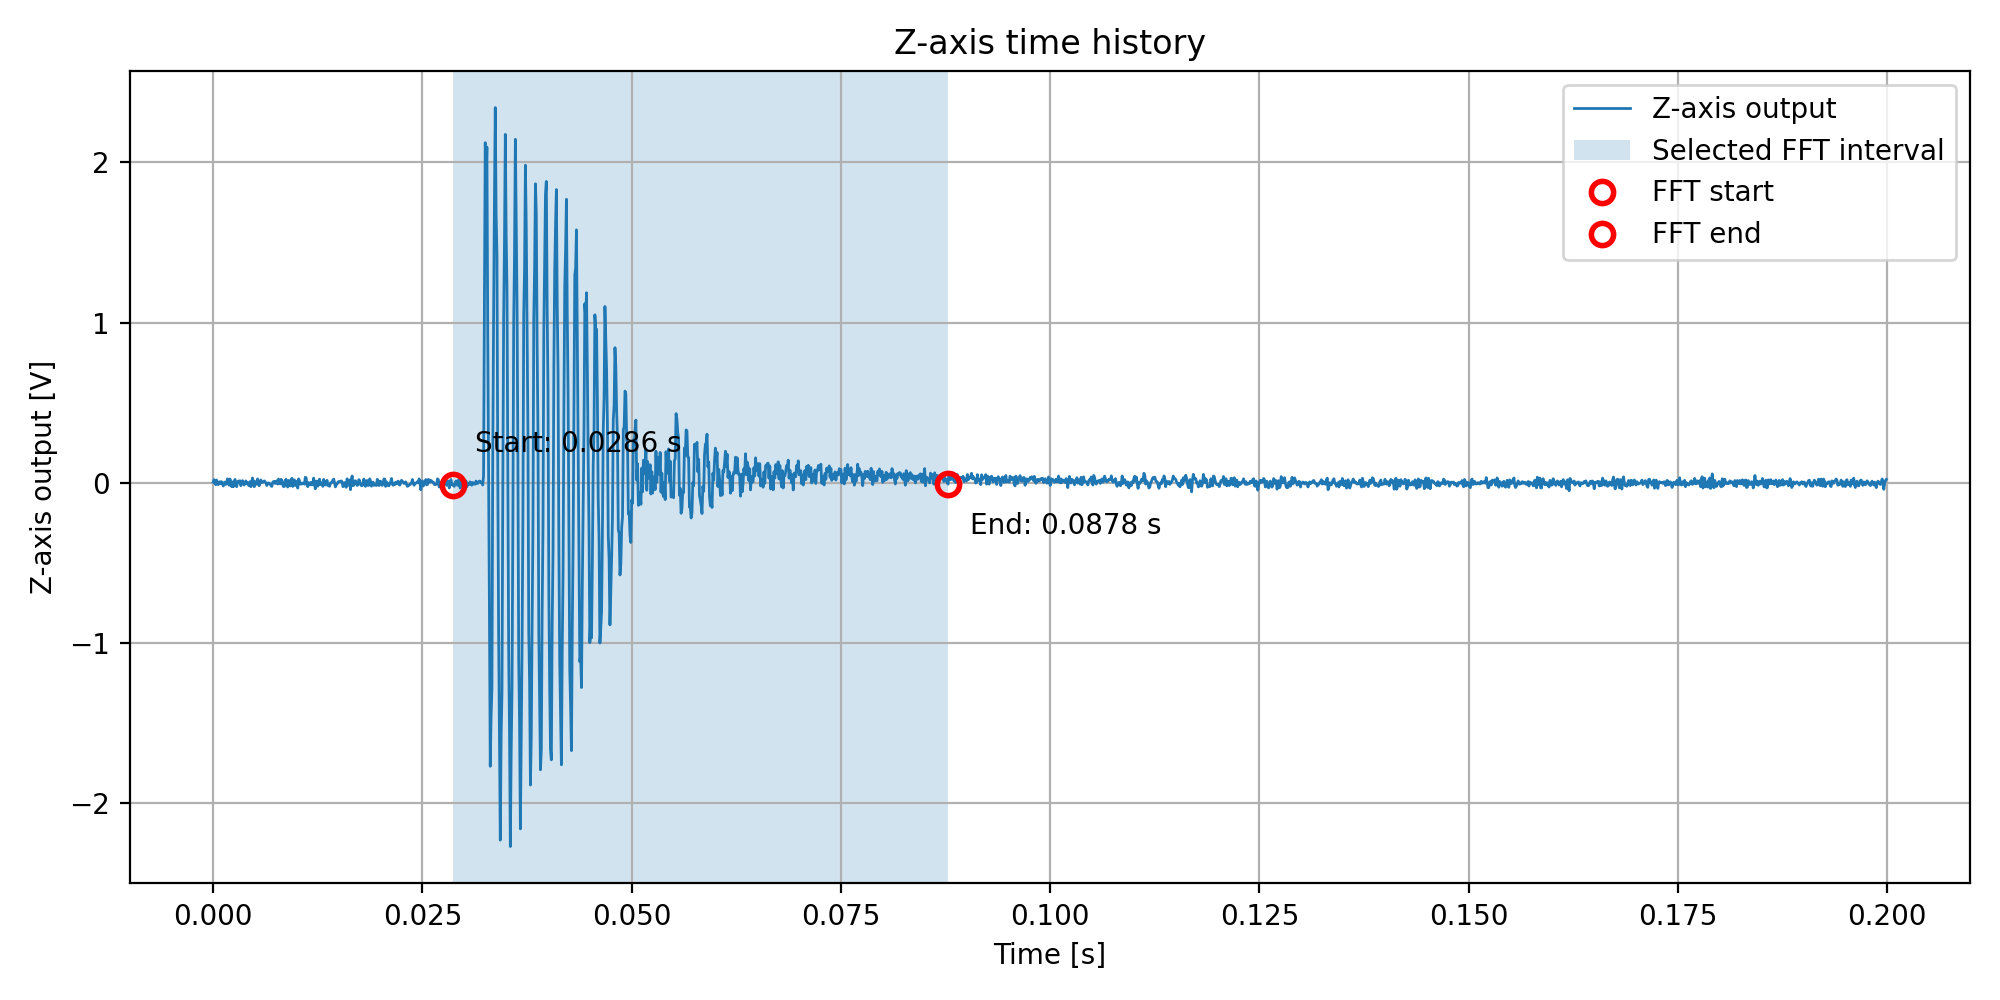 Z-axis time history
Z-axis output
Selected FFT interval
FFT start
FFT end
2
1
0
−1
−2
Z-axis output [V]
Start: 0.0286 s
End: 0.0878 s
0.000
0.025
0.050
0.075
0.100
0.125
0.150
0.175
0.200
Time [s]